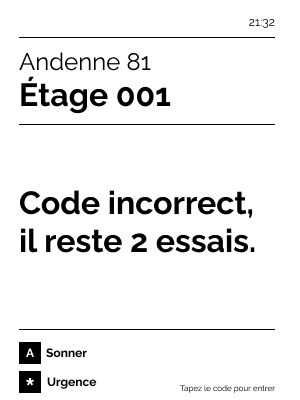 21:32
Andenne 81
Étage 001
Code incorrect,
il reste 2 essais.
A Sonner
* Urgence
Tapez le code pour entrer